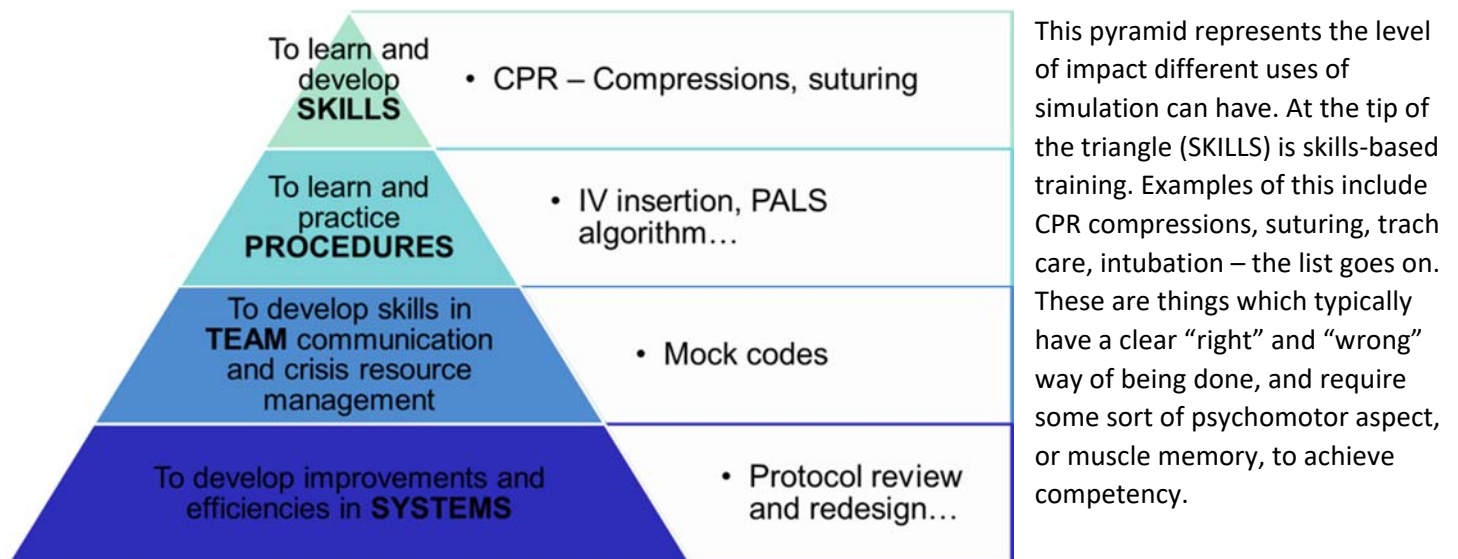 To learn and
develop
SKILLS
• CPR – Compressions, suturing
To learn and
practice
PROCEDURES
• IV insertion, PALS
algorithm…
To develop skills in
TEAM communication
and crisis resource
management
• Mock codes
To develop improvements and
efficiencies in SYSTEMS
• Protocol review
and redesign…
This pyramid represents the level
of impact different uses of
simulation can have. At the tip of
the triangle (SKILLS) is skills-based
training. Examples of this include
CPR compressions, suturing, trach
care, intubation – the list goes on.
These are things which typically
have a clear “right” and “wrong”
way of being done, and require
some sort of psychomotor aspect,
or muscle memory, to achieve
competency.